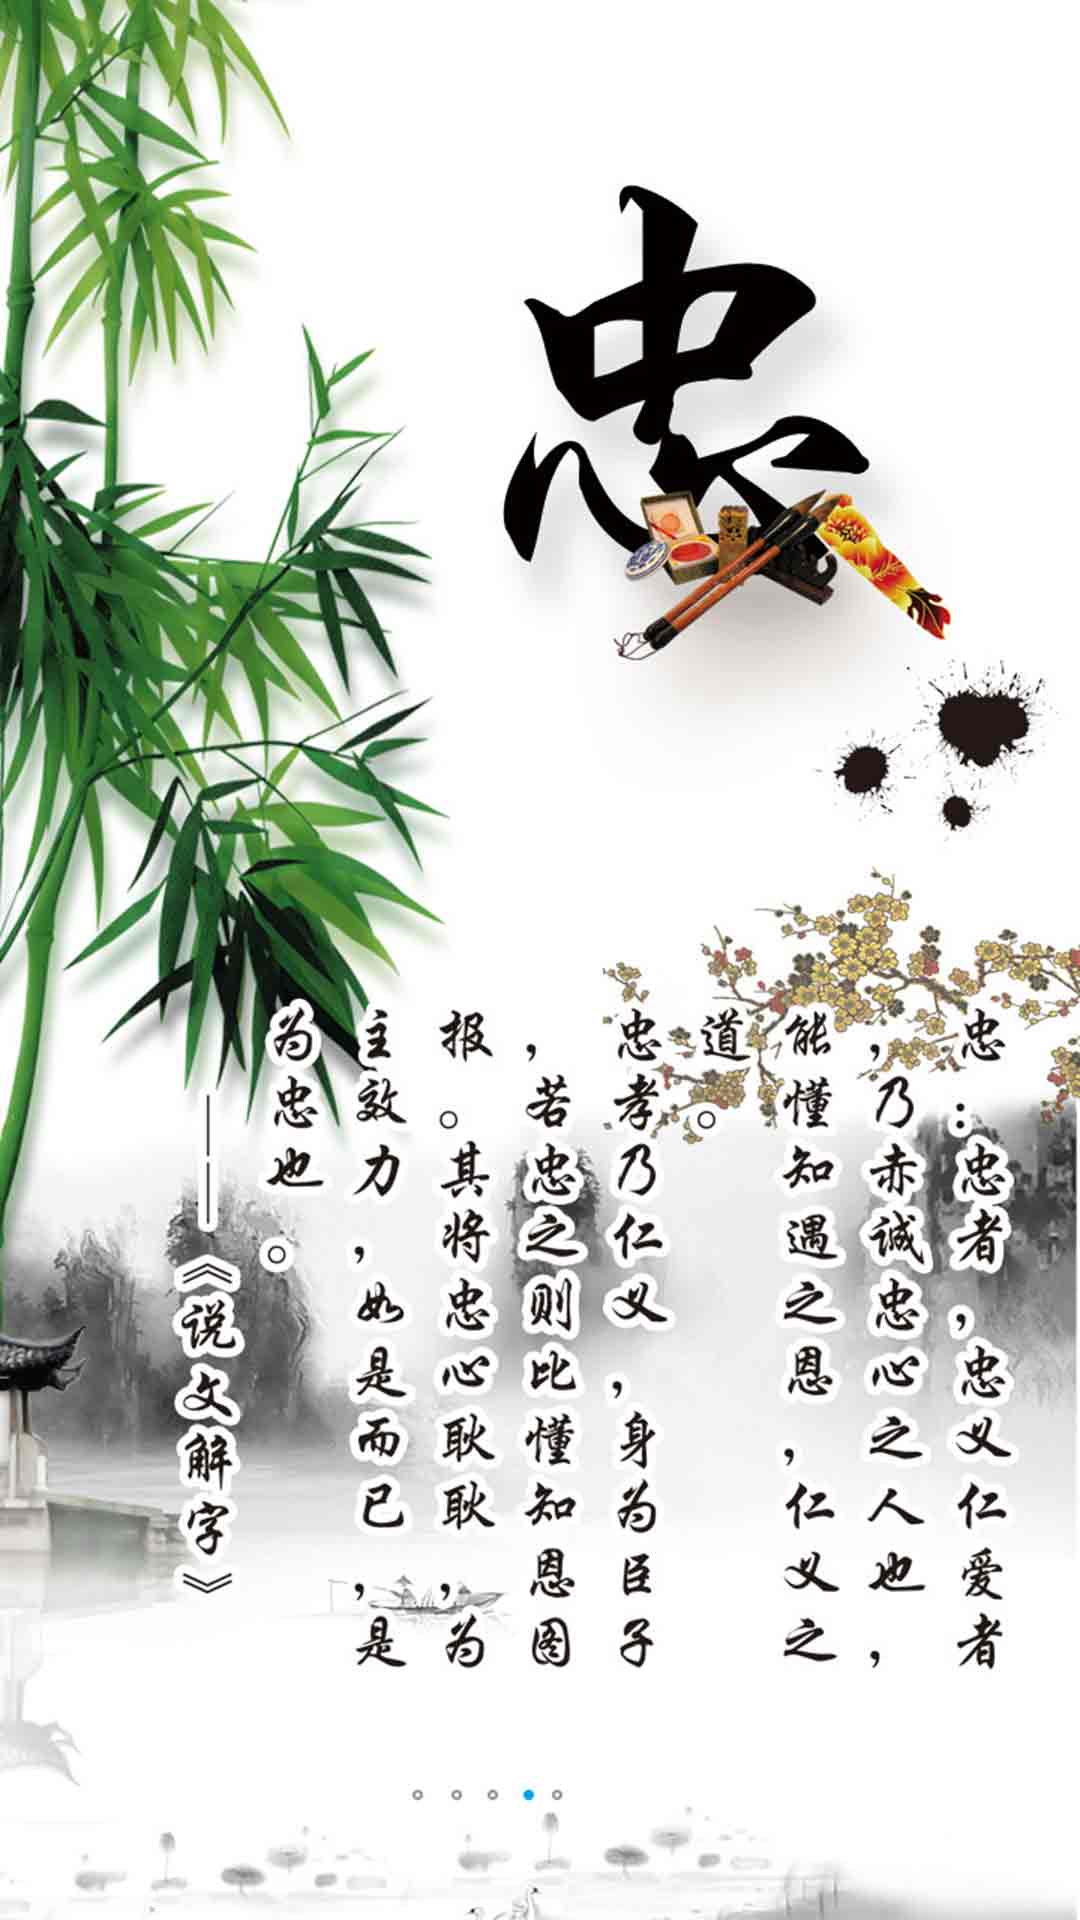 忠
忠：忠者，忠义仁爱者
，乃赤诚忠心之人也，
能懂知遇之恩，仁义之
道。
忠孝乃仁义，身为臣子
，若忠之则比懂知恩图
报。其将忠心耿耿，为
主效力，如是而已，是
为忠也。
——《说文解字》